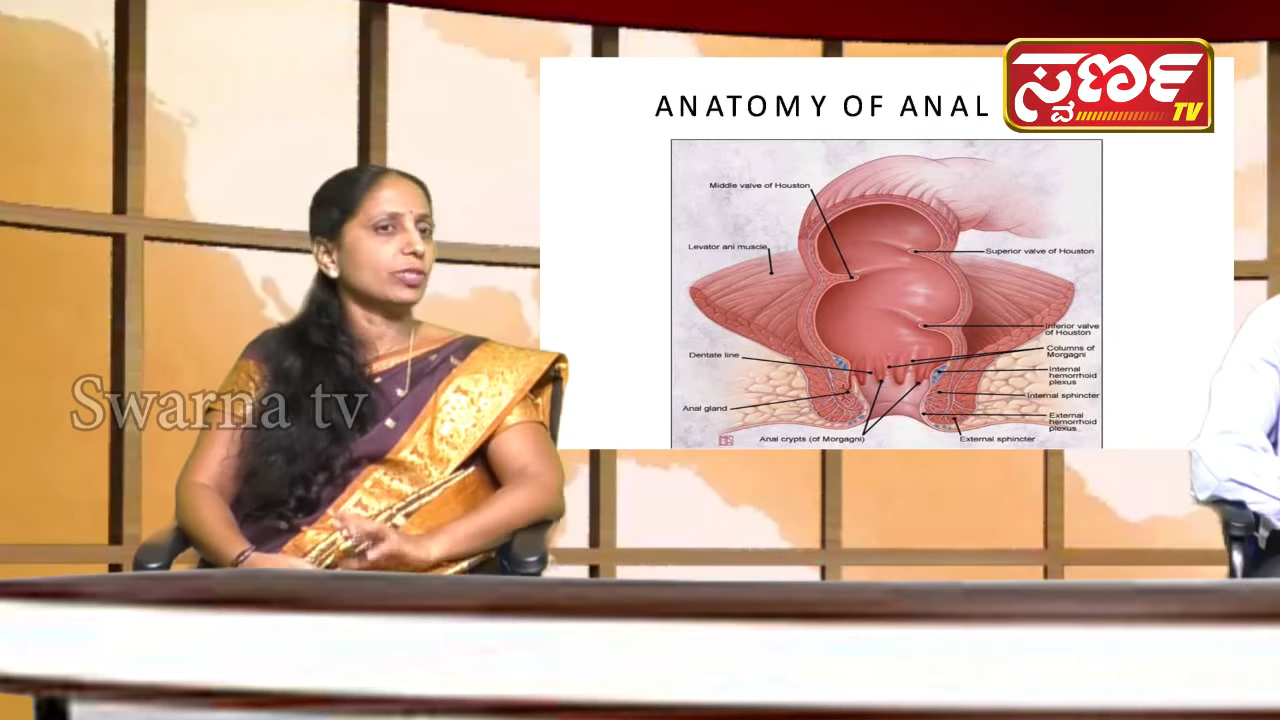 ANATOMY OF ANAL
ಸ್ವರ್ಣ
TV
Middle valve of Houston
Levator ani muscle
Superior valve of Houston
Inferior valve
of Houston
Dentate line
Columns of
Morgagni
Internal
hemorrhoid
plexus
Internal sphincter
Anal gland
External
hemorrhoid
plexus
Anal crypts (of Morgagni)
External sphincter
Swarna tv